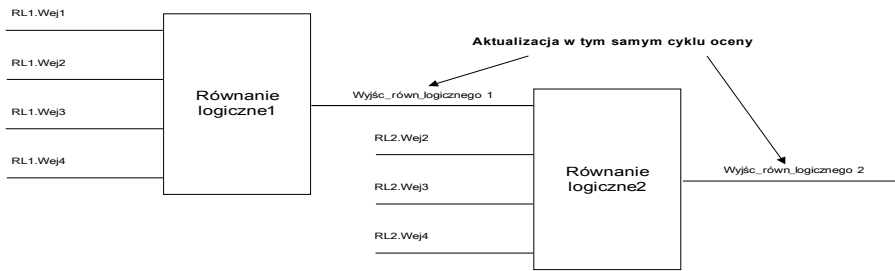 RL1.Wej1
RL1.Wej2
RL1.Wej3
RL1.Wej4
Równanie
logiczne1
Aktualizacja w tym samym cyklu oceny
Wyjśc_równ_logicznego 1
RL2.Wej2
RL2.Wej3
RL2.Wej4
Równanie
logiczne2
Wyjśc_równ_logicznego 2